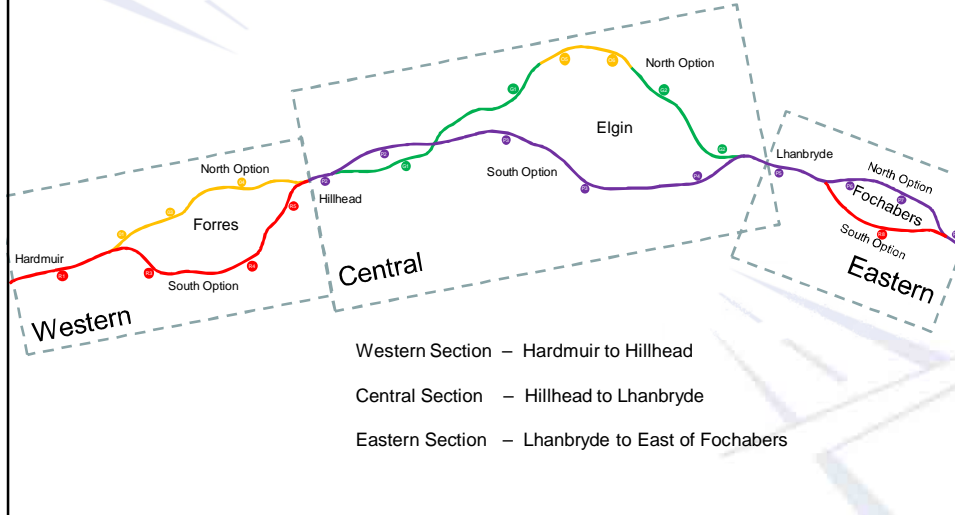 North Option
Elgin
South Option
Lhanbryde
North Option
Fochabers
South Option
Eastern
North Option
Forres
Hillhead
Hardmuir
South Option
Central
Western
R1
Western Section – Hardmuir to Hillhead
Central Section – Hillhead to Lhanbryde
Eastern Section – Lhanbryde to East of Fochabers